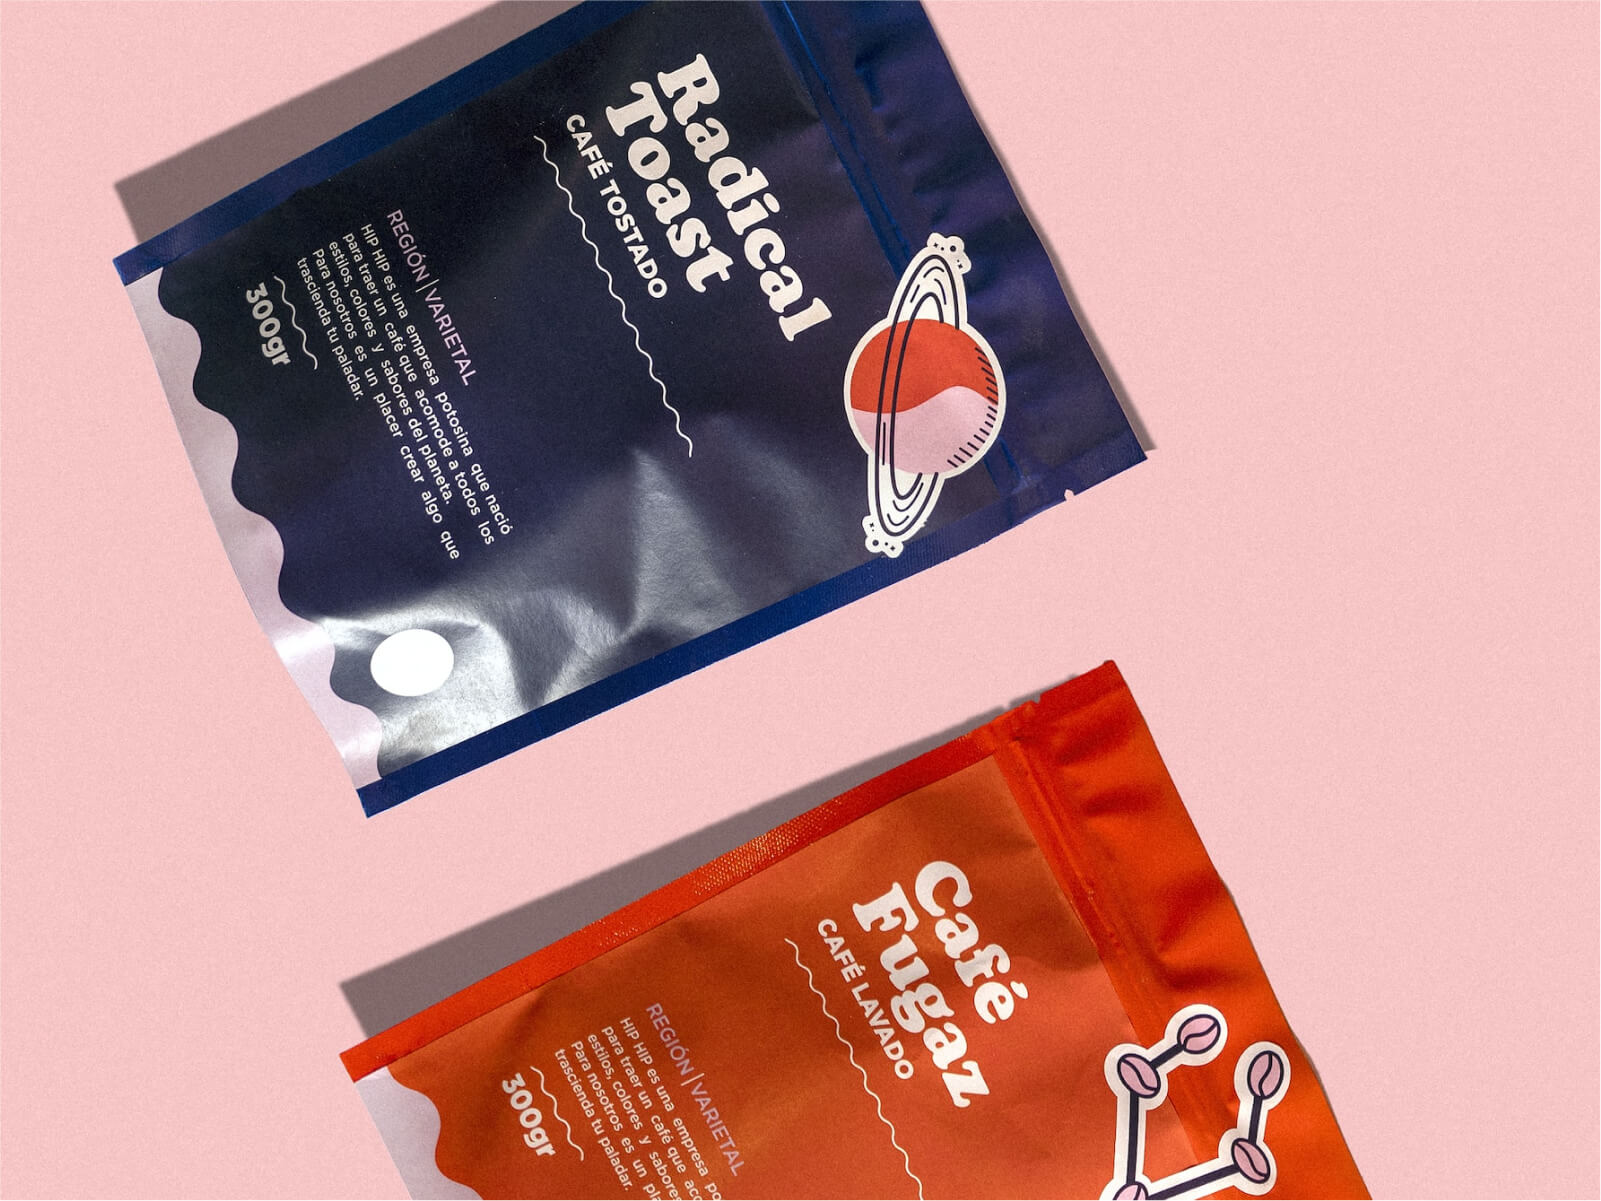 Radical
Toast
CAFÉ TOSTADO
REGIÓN | VARIETAL
HIP HIP es una empresa potosina que nació
para traer un café que acomode a todos los
estilos, colores y sabores del planeta.
Para nosotros es un placer crear algo que
trascienda tu paladar.
300gr
Café
Fugaz
CAFÉ LAVADO
REGIÓN | VARIETAL
HIP HIP es una empresa
para traer un café que
estilos, colores y
Para nosotros es un
trascienda tu paladar.
300gr